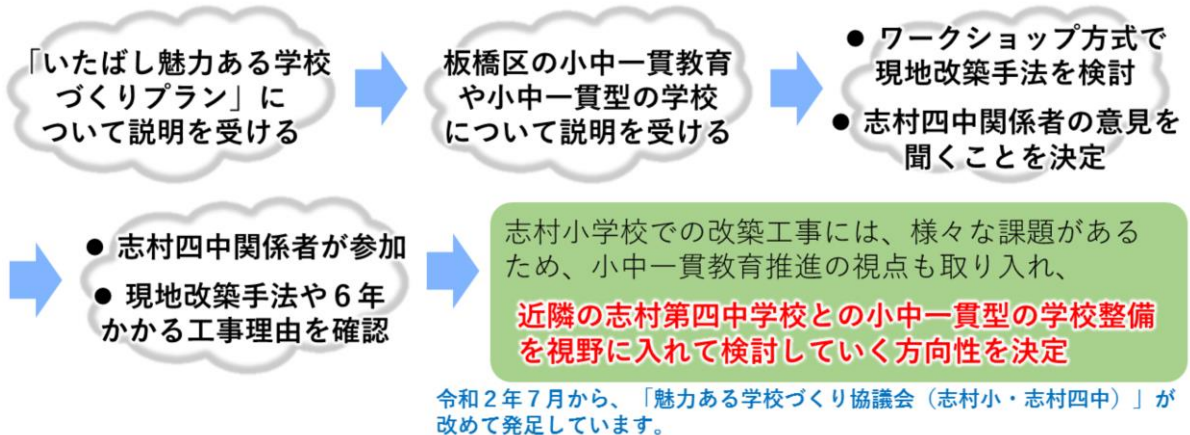 「いたばし魅力ある学校
づくりプラン」に
ついて説明を受ける
板橋区の小中一貫教育
や小中一貫型の学校
について説明を受ける
● ワークショップ方式で
現地改築手法を検討
● 志村四中関係者の意見を
聞くことを決定
● 志村四中関係者が参加
● 現地改築手法や６年
かかる工事理由を確認
志村小学校での改築工事には、様々な課題がある
ため、小中一貫教育推進の視点も取り入れ、
近隣の志村第四中学校との小中一貫型の学校整備
を視野に入れて検討していく方向性を決定
令和２年７月から、「魅力ある学校づくり協議会（志村小・志村四中）」が
改めて発足しています。